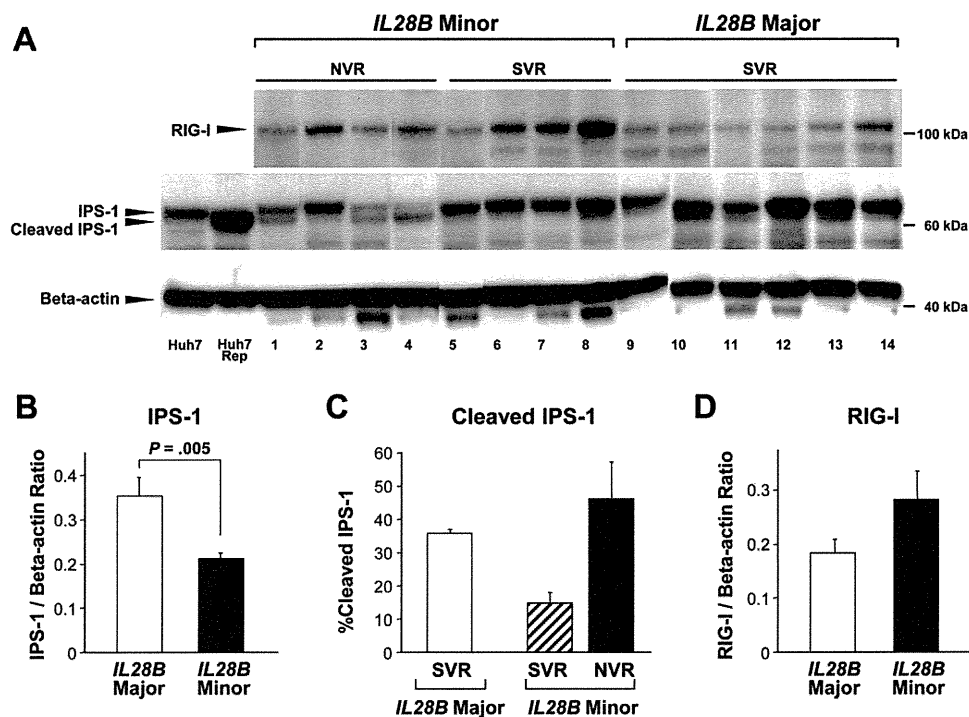 A
IL28B Minor
IL28B Major
NVR
SVR
SVR
RIG-I
100 kDa
IPS-1
Cleaved IPS-1
60 kDa
Beta-actin
40 kDa
Huh7 Huh7 Rep 1 2 3 4 5 6 7 8 9 10 11 12 13 14
B
IPS-1
P = .005
IPS-1 / Beta-actin Ratio
0.4
0.3
0.2
0.1
0
IL28B Major
IL28B Minor
C
Cleaved IPS-1
%Cleaved IPS-1
60
50
40
30
20
10
0
SVR
SVR
NVR
IL28B Major
IL28B Minor
D
RIG-I
RIG-I / Beta-actin Ratio
0.3
0.2
0.1
0
IL28B Major
IL28B Minor